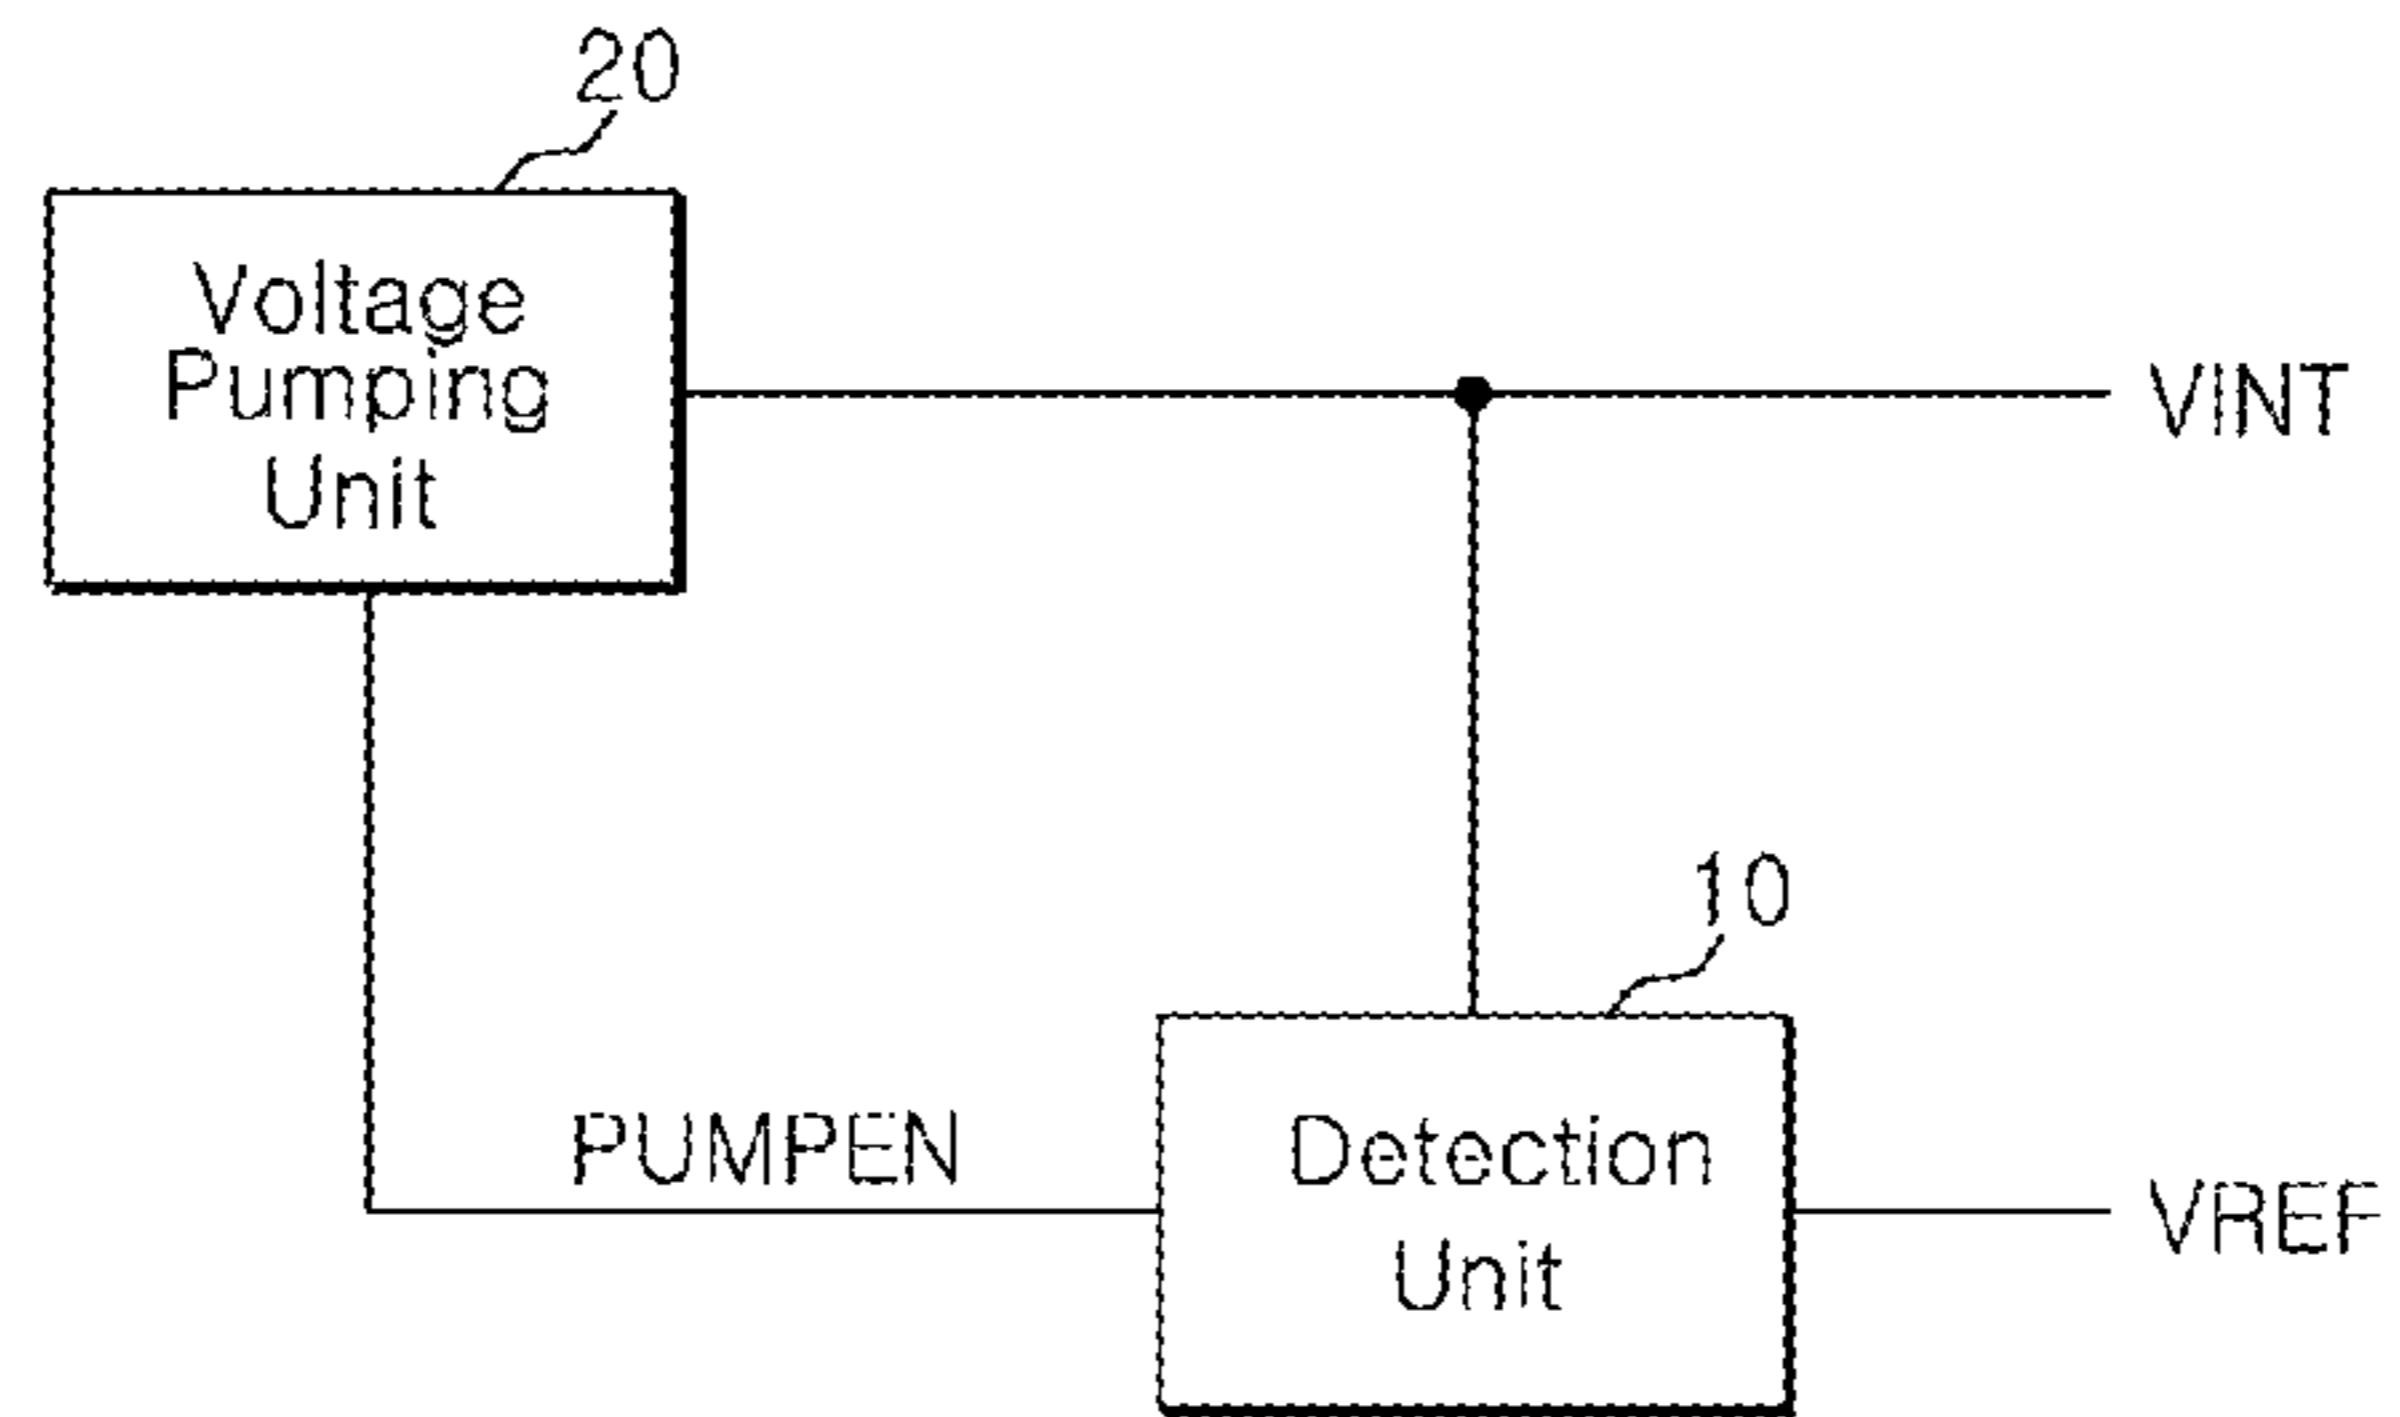 20
Voltage
Pumping
Unit
VINT
10
PUMPEN
Detection
Unit
VREF